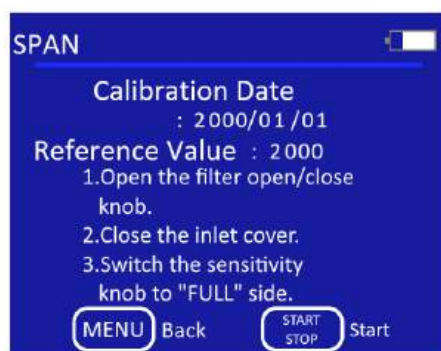 SPAN
Calibration Date
: 2000/01/01
Reference Value : 2000
1.Open the filter open/close
knob.
2.Close the inlet cover.
3.Switch the sensitivity
knob to "FULL" side.
MENU Back START STOP Start